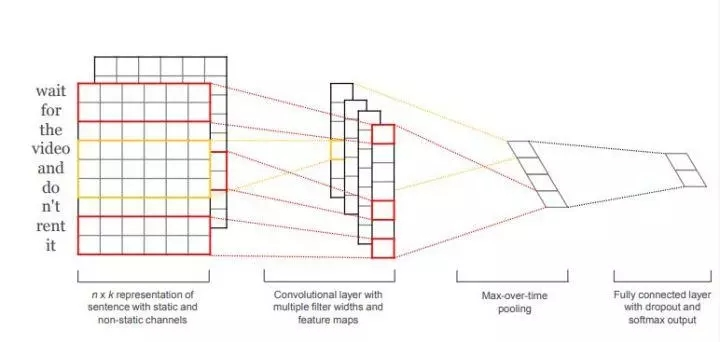 wait
for
the
video
and
do
n't
rent
it
n x k representation of
sentence with static and
non-static channels
Convolutional layer with
multiple filter widths and
feature maps
Max-over-time
pooling
Fully connected layer
with dropout and
softmax output